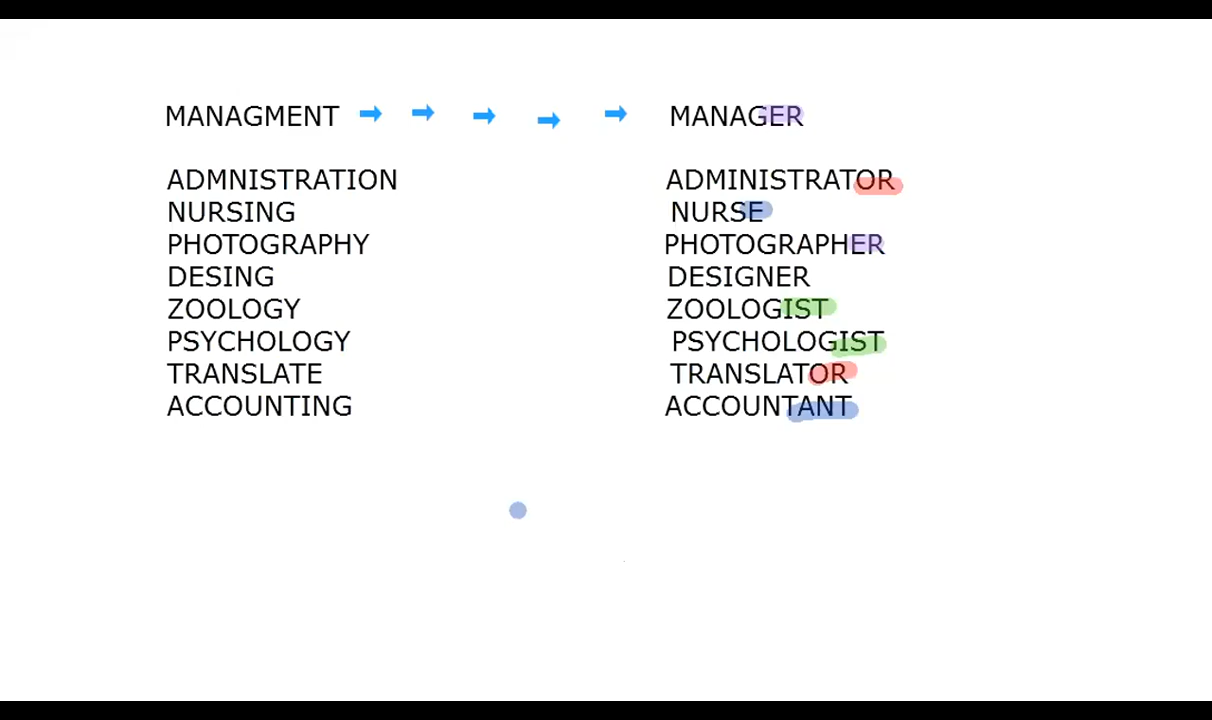 MANAGMENT MANAGER
ADMNISTRATION ADMINISTRATOR
NURSING NURSE
PHOTOGRAPHY PHOTOGRAPHER
DESING DESIGNER
ZOOLOGY ZOOLOGIST
PSYCHOLOGY PSYCHOLOGIST
TRANSLATE TRANSLATOR
ACCOUNTING ACCOUNTANT